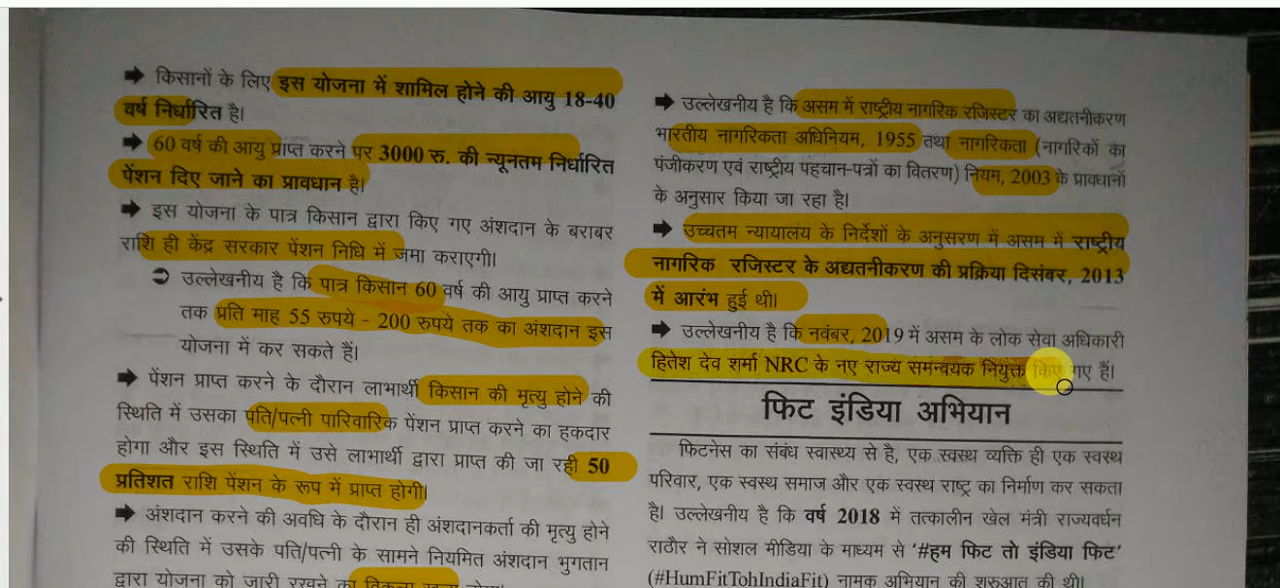 ➡ किसानों के लिए इस योजना में शामिल होने की आयु 18-40
वर्ष निर्धारित है।
➡ 60 वर्ष की आयु प्राप्त करने पर 3000 रु. की न्यूनतम निर्धारित
पेंशन दिए जाने का प्रावधान है।
➡ इस योजना के पात्र किसान द्वारा किए गए अंशदान के बराबर
राशि ही केंद्र सरकार पेंशन निधि में जमा कराएगी।
➲ उल्लेखनीय है कि पात्र किसान 60 वर्ष की आयु प्राप्त करने
तक प्रति माह 55 रुपये - 200 रुपये तक का अंशदान इस
योजना में कर सकते हैं।
➡ पेंशन प्राप्त करने के दौरान लाभार्थी किसान की मृत्यु होने की
स्थिति में उसका पति/पत्नी पारिवारिक पेंशन प्राप्त करने का हकदार
होगा और इस स्थिति में उसे लाभार्थी द्वारा प्राप्त की जा रही 50
प्रतिशत राशि पेंशन के रूप में प्राप्त होगी।
➡ अंशदान करने की अवधि के दौरान ही अंशदानकर्ता की मृत्यु होने
की स्थिति में उसके पति/पत्नी के सामने नियमित अंशदान भुगतान
द्वारा योजना को जारी रखने का विकल्प
➡ उल्लेखनीय है कि असम में राष्ट्रीय नागरिक रजिस्टर का अद्यतनीकरण
भारतीय नागरिकता अधिनियम, 1955 तथा नागरिकता (नागरिकों का
पंजीकरण एवं राष्ट्रीय पहचान-पत्रों का वितरण) नियम, 2003 के प्रावधानों
के अनुसार किया जा रहा है।
➡ उच्चतम न्यायालय के निर्देशों के अनुसरण में असम में राष्ट्रीय
नागरिक रजिस्टर के अद्यतनीकरण की प्रक्रिया दिसंबर, 2013
में आरंभ हुई थी।
➡ उल्लेखनीय है कि नवंबर, 2019 में असम के लोक सेवा अधिकारी
हितेश देव शर्मा NRC के नए राज्य समन्वयक नियुक्त किए गए हैं।
फिट इंडिया अभियान
फिटनेस का संबंध स्वास्थ्य से है, एक स्वस्थ व्यक्ति ही एक स्वस्थ
परिवार, एक स्वस्थ समाज और एक स्वस्थ राष्ट्र का निर्माण कर सकता
है। उल्लेखनीय है कि वर्ष 2018 में तत्कालीन खेल मंत्री राज्यवर्धन
राठौर ने सोशल मीडिया के माध्यम से '#हम फिट तो इंडिया फिट'
(#HumFitTohIndiaFit) नामक अभियान की शुरुआत की थी।